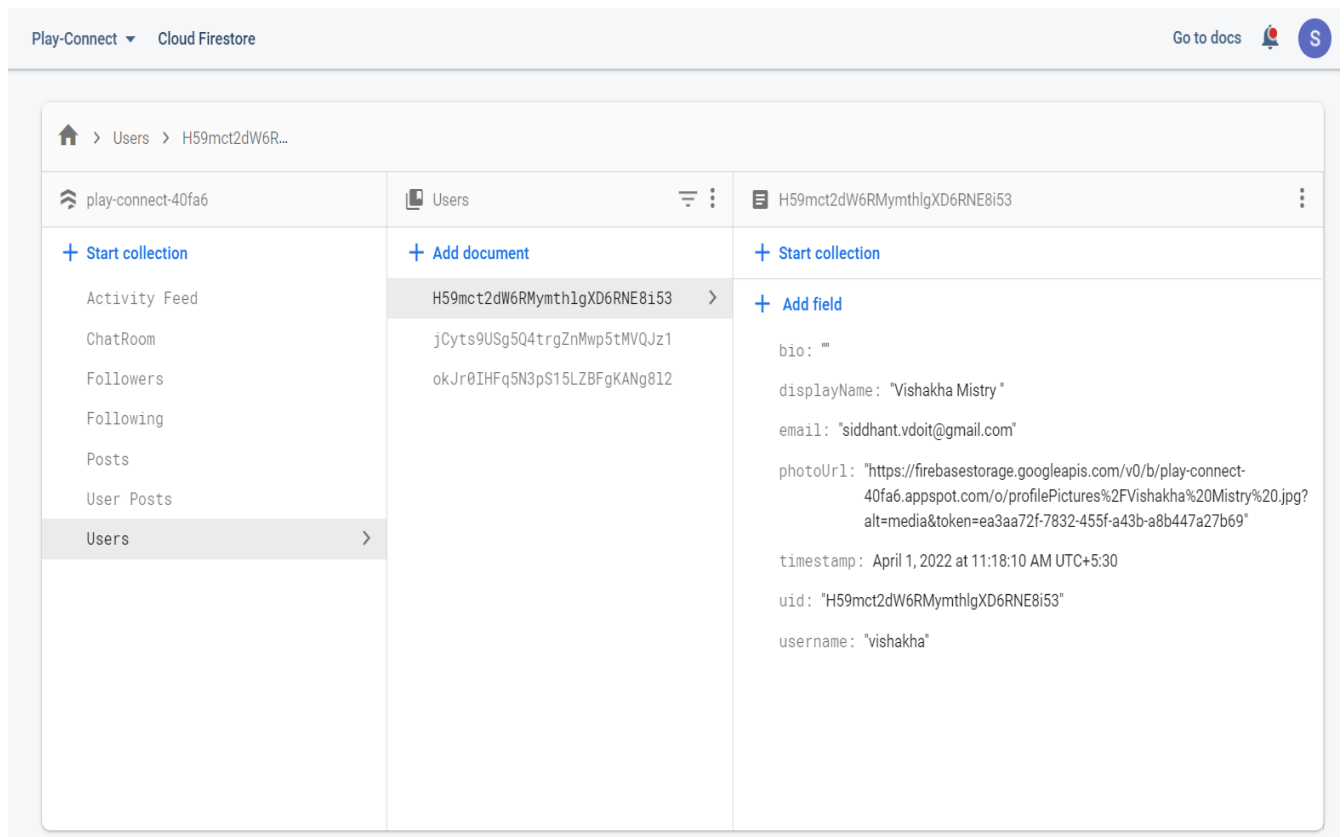 Play-Connect Cloud Firestore Go to docs S
Users H59mct2dW6R...
play-connect-40fa6
Start collection
Activity Feed
ChatRoom
Followers
Following
Posts
User Posts
Users
Users
Add document
H59mct2dW6RMymthlgXD6RNE8i53
jCyts9USg5Q4trgZnMwp5tMVQJz1
okJr0IHFq5N3pS15LZBFgKANg8l2
H59mct2dW6RMymthlgXD6RNE8i53
Start collection
Add field
bio: ""
displayName: "Vishakha Mistry "
email: "siddhant.vdoit@gmail.com"
photoUrl: "https://firebasestorage.googleapis.com/v0/b/play-connect-
40fa6.appspot.com/o/profilePictures%2FVishakha%20Mistry%20.jpg?
alt=media&token=ea3aa72f-7832-455f-a43b-a8b447a27b69"
timestamp: April 1, 2022 at 11:18:10 AM UTC+5:30
uid: "H59mct2dW6RMymthlgXD6RNE8i53"
username: "vishakha"